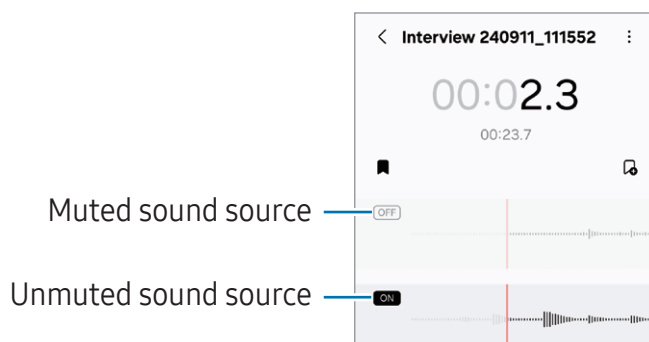 Interview 240911_111552
00:02.3
00:23.7
Muted sound source
OFF
Unmuted sound source
ON